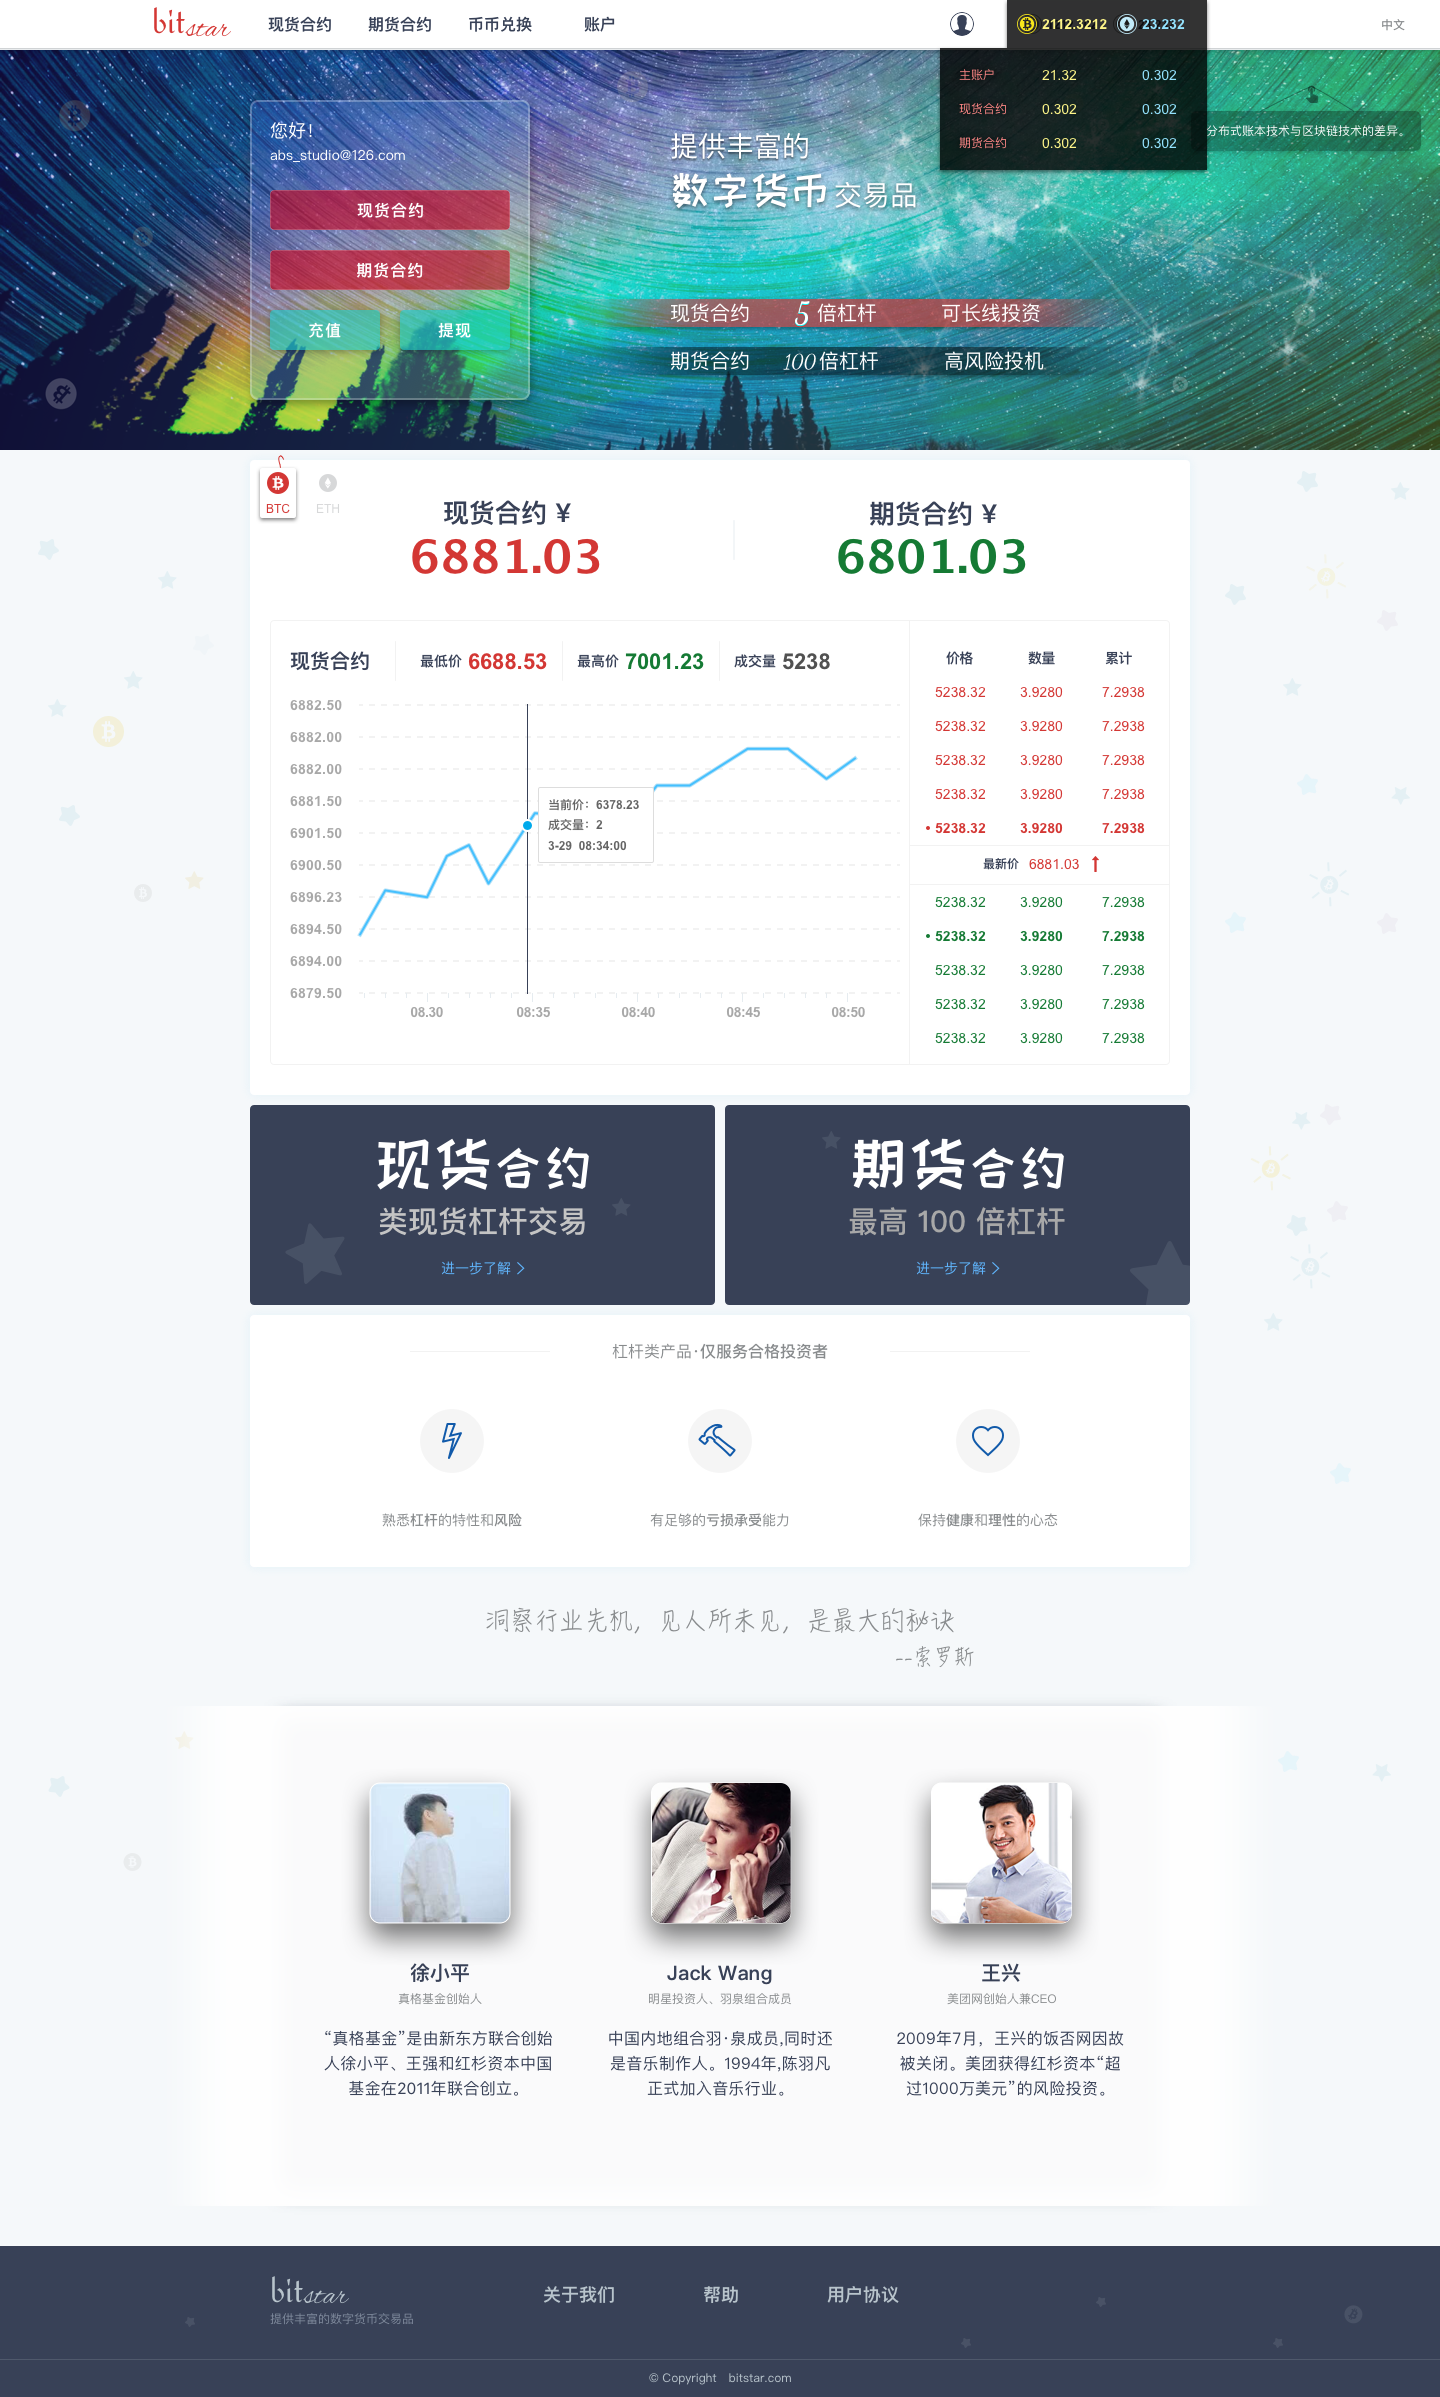 bitstar 现货合约 期货合约 币币兑换 账户 2112.3212 23.232 中文
主账户 21.32 0.302
现货合约 0.302 0.302
期货合约 0.302 0.302
分布式账本技术与区块链技术的差异。
您好！
abs_studio@126.com
现货合约
期货合约
充值 提现
提供丰富的
数字货币 交易品
现货合约 5 倍杠杆 可长线投资
期货合约 100 倍杠杆 高风险投机
BTC ETH
现货合约 ¥
6881.03
期货合约 ¥
6801.03
现货合约 最低价 6688.53 最高价 7001.23 成交量 5238
6882.50
6882.00
6882.00
6881.50
6901.50
6900.50
6896.23
6894.50
6894.00
6879.50
08.30 08:35 08:40 08:45 08:50
当前价：6378.23
成交量：2
3-29 08:34:00
价格 数量 累计
5238.32 3.9280 7.2938
5238.32 3.9280 7.2938
5238.32 3.9280 7.2938
5238.32 3.9280 7.2938
• 5238.32 3.9280 7.2938
最新价 6881.03
5238.32 3.9280 7.2938
• 5238.32 3.9280 7.2938
5238.32 3.9280 7.2938
5238.32 3.9280 7.2938
5238.32 3.9280 7.2938
现货合约
类现货杠杆交易
进一步了解
期货合约
最高 100 倍杠杆
进一步了解
杠杆类产品·仅服务合格投资者
熟悉杠杆的特性和风险
有足够的亏损承受能力
保持健康和理性的心态
洞察行业先机，见人所未见，是最大的秘诀
--索罗斯
徐小平
真格基金创始人
“真格基金”是由新东方联合创始
人徐小平、王强和红杉资本中国
基金在2011年联合创立。
Jack Wang
明星投资人、羽泉组合成员
中国内地组合羽·泉成员,同时还
是音乐制作人。1994年,陈羽凡
正式加入音乐行业。
王兴
美团网创始人兼CEO
2009年7月，王兴的饭否网因故
被关闭。美团获得红杉资本“超
过1000万美元”的风险投资。
bitstar
提供丰富的数字货币交易品
关于我们 帮助 用户协议
© Copyright bitstar.com